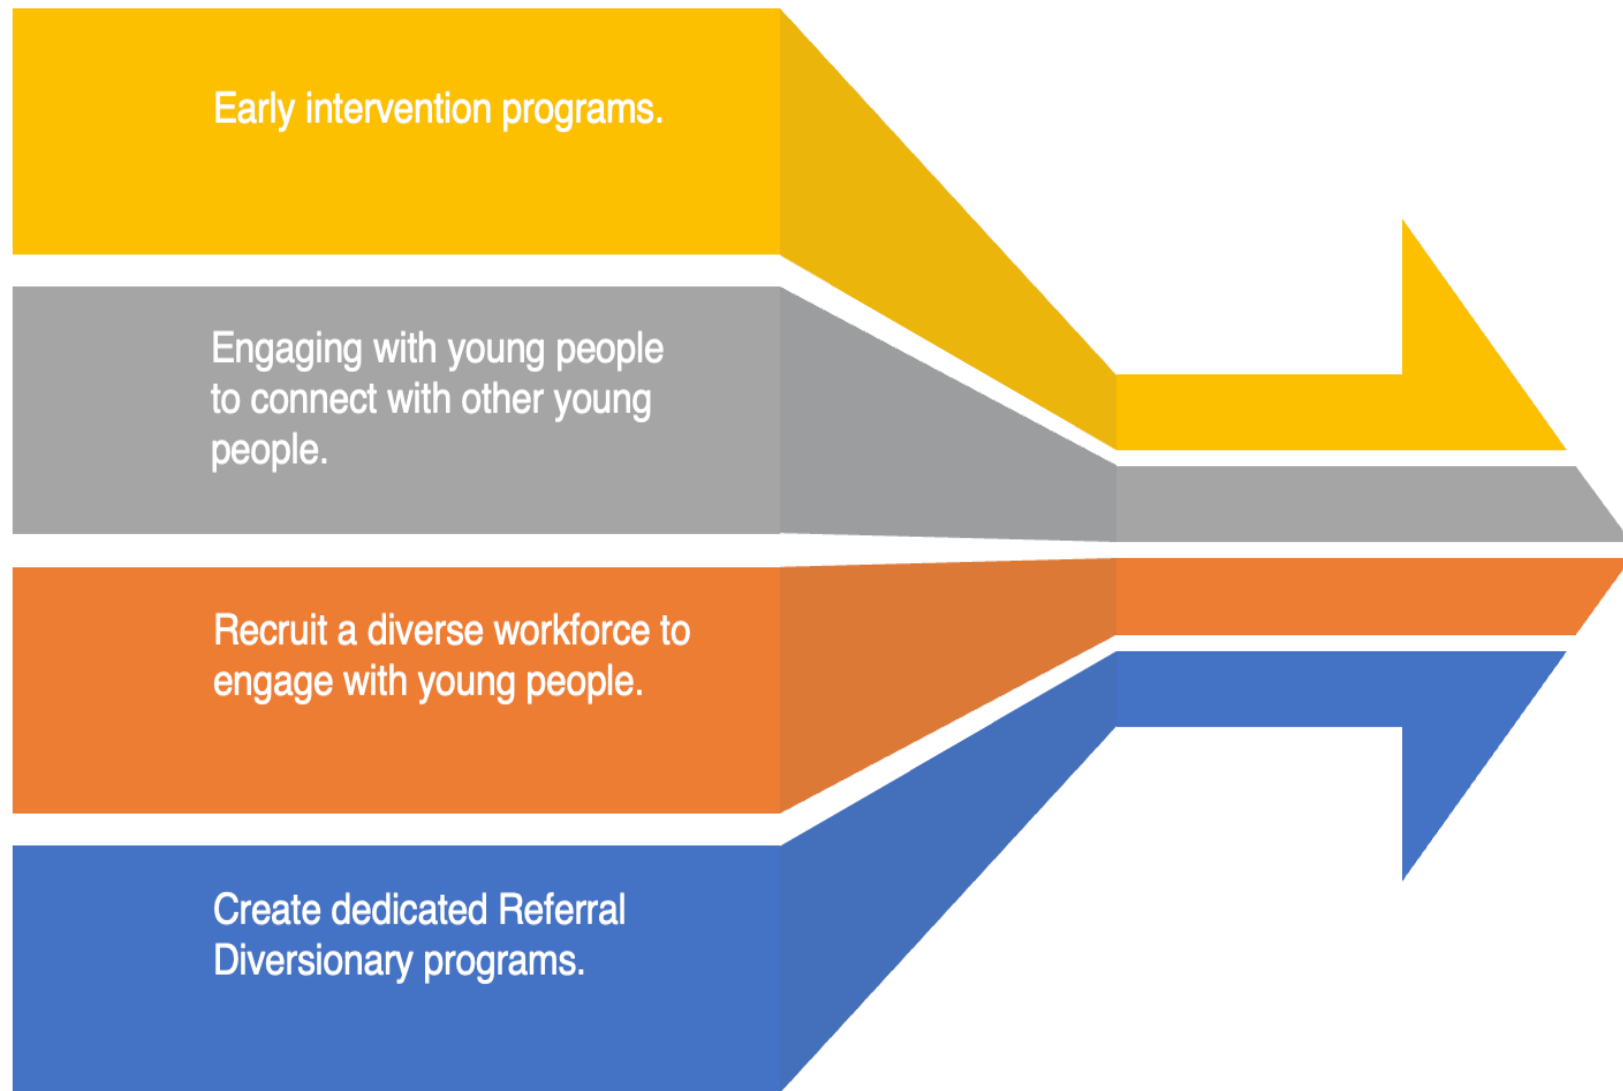 Early intervention programs.
Engaging with young people
to connect with other young
people.
Recruit a diverse workforce to
engage with young people.
Create dedicated Referral
Diversionary programs.